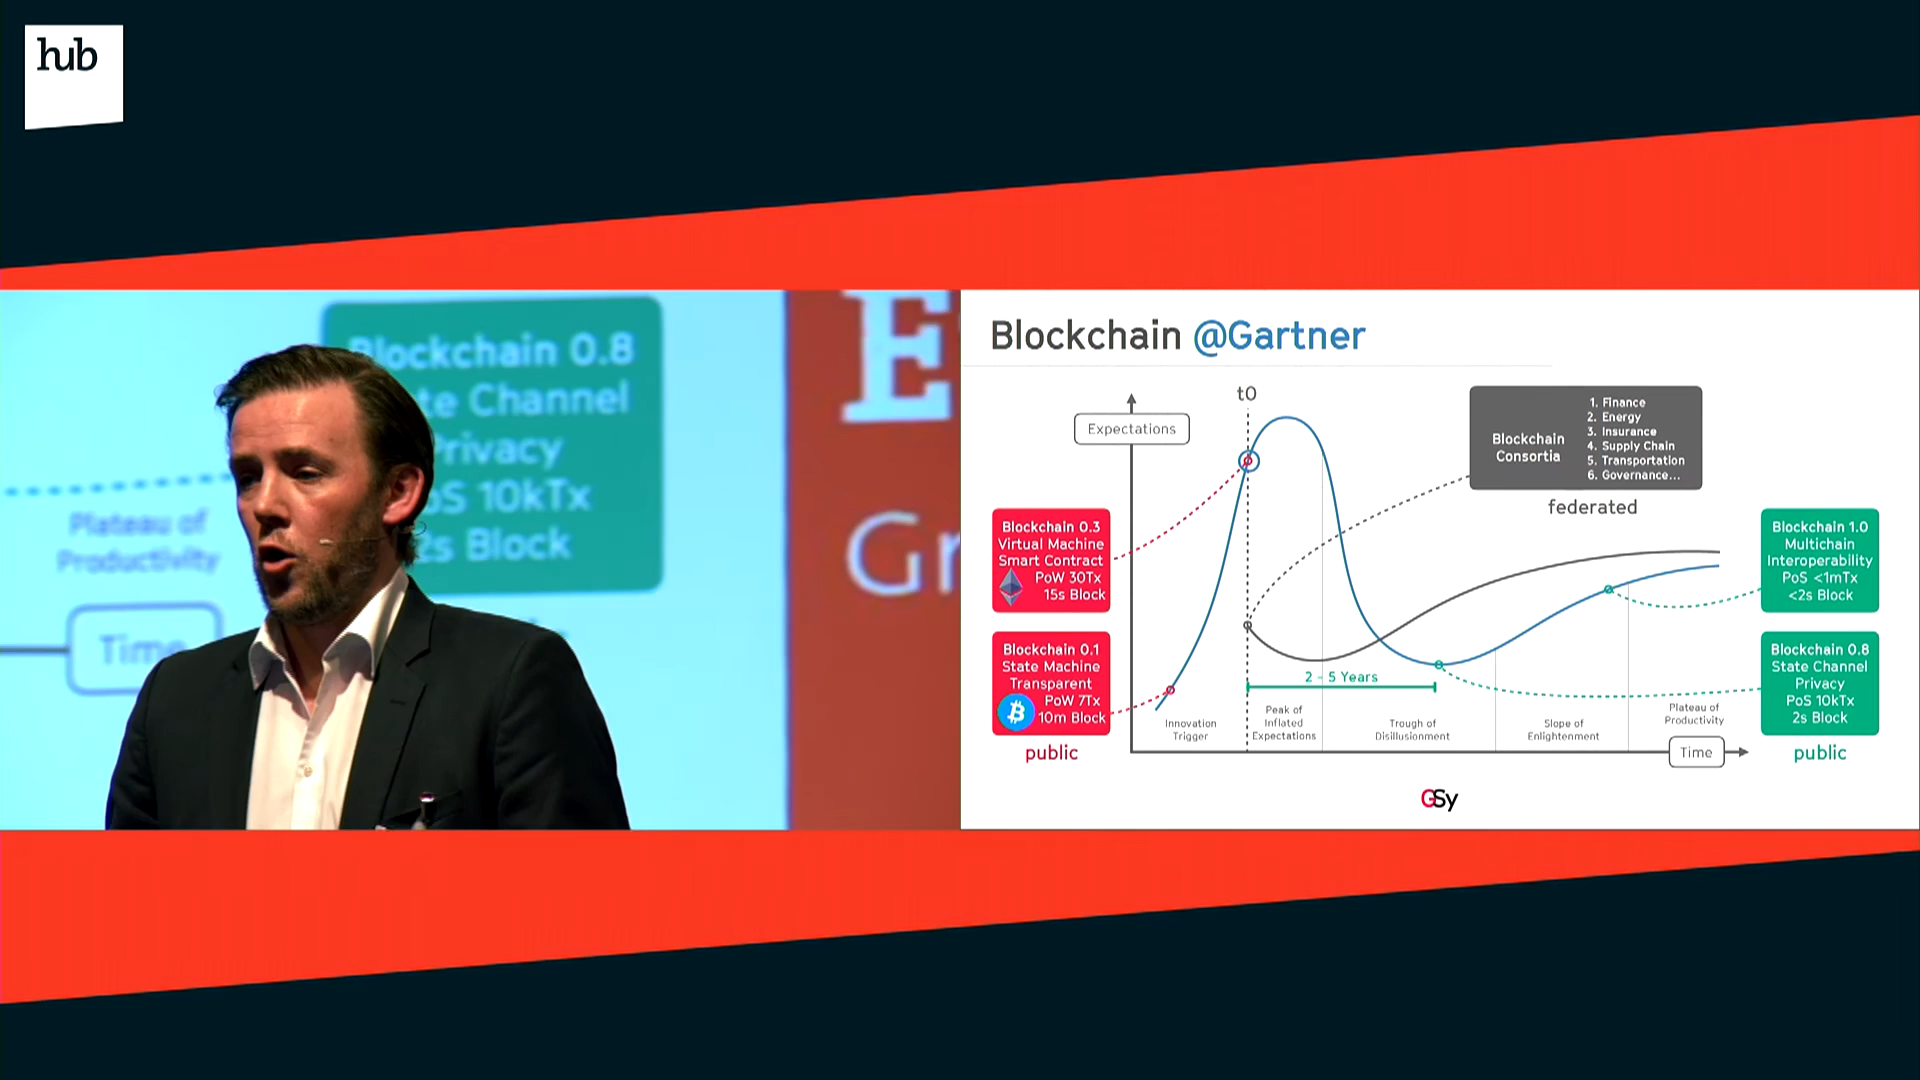 hub
Blockchain 0.8
te Channel
Privacy
oS 10kTx
2s Block
Plateau of
Productivity
Time
E
Gr
Blockchain @Gartner
t0
Expectations
Blockchain
Consortia
1. Finance
2. Energy
3. Insurance
4. Supply Chain
5. Transportation
6. Governance...
federated
Blockchain 0.3
Virtual Machine
Smart Contract
PoW 30Tx
15s Block
Blockchain 0.1
State Machine
Transparent
PoW 7Tx
10m Block
public
Blockchain 1.0
Multichain
Interoperability
PoS <1mTx
<2s Block
Blockchain 0.8
State Channel
Privacy
PoS 10kTx
2s Block
public
2 - 5 Years
Innovation
Trigger
Peak of
Inflated
Expectations
Trough of
Disillusionment
Slope of
Enlightenment
Plateau of
Productivity
Time
GSy